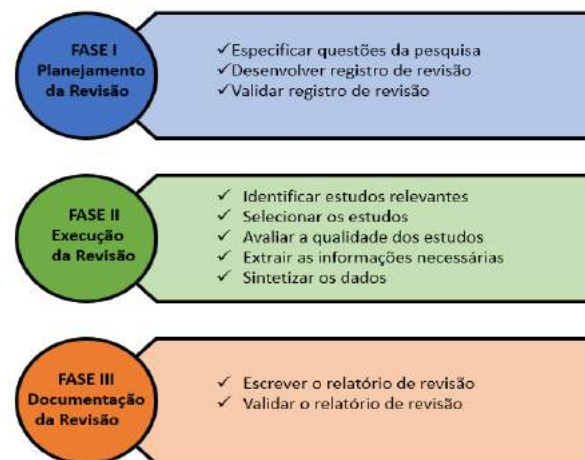 FASE I
Planejamento
da Revisão
✓Especificar questões da pesquisa
✓Desenvolver registro de revisão
✓Validar registro de revisão
FASE II
Execução
da Revisão
✓ Identificar estudos relevantes
✓ Selecionar os estudos
✓ Avaliar a qualidade dos estudos
✓ Extrair as informações necessárias
✓ Sintetizar os dados
FASE III
Documentação
da Revisão
✓ Escrever o relatório de revisão
✓ Validar o relatório de revisão